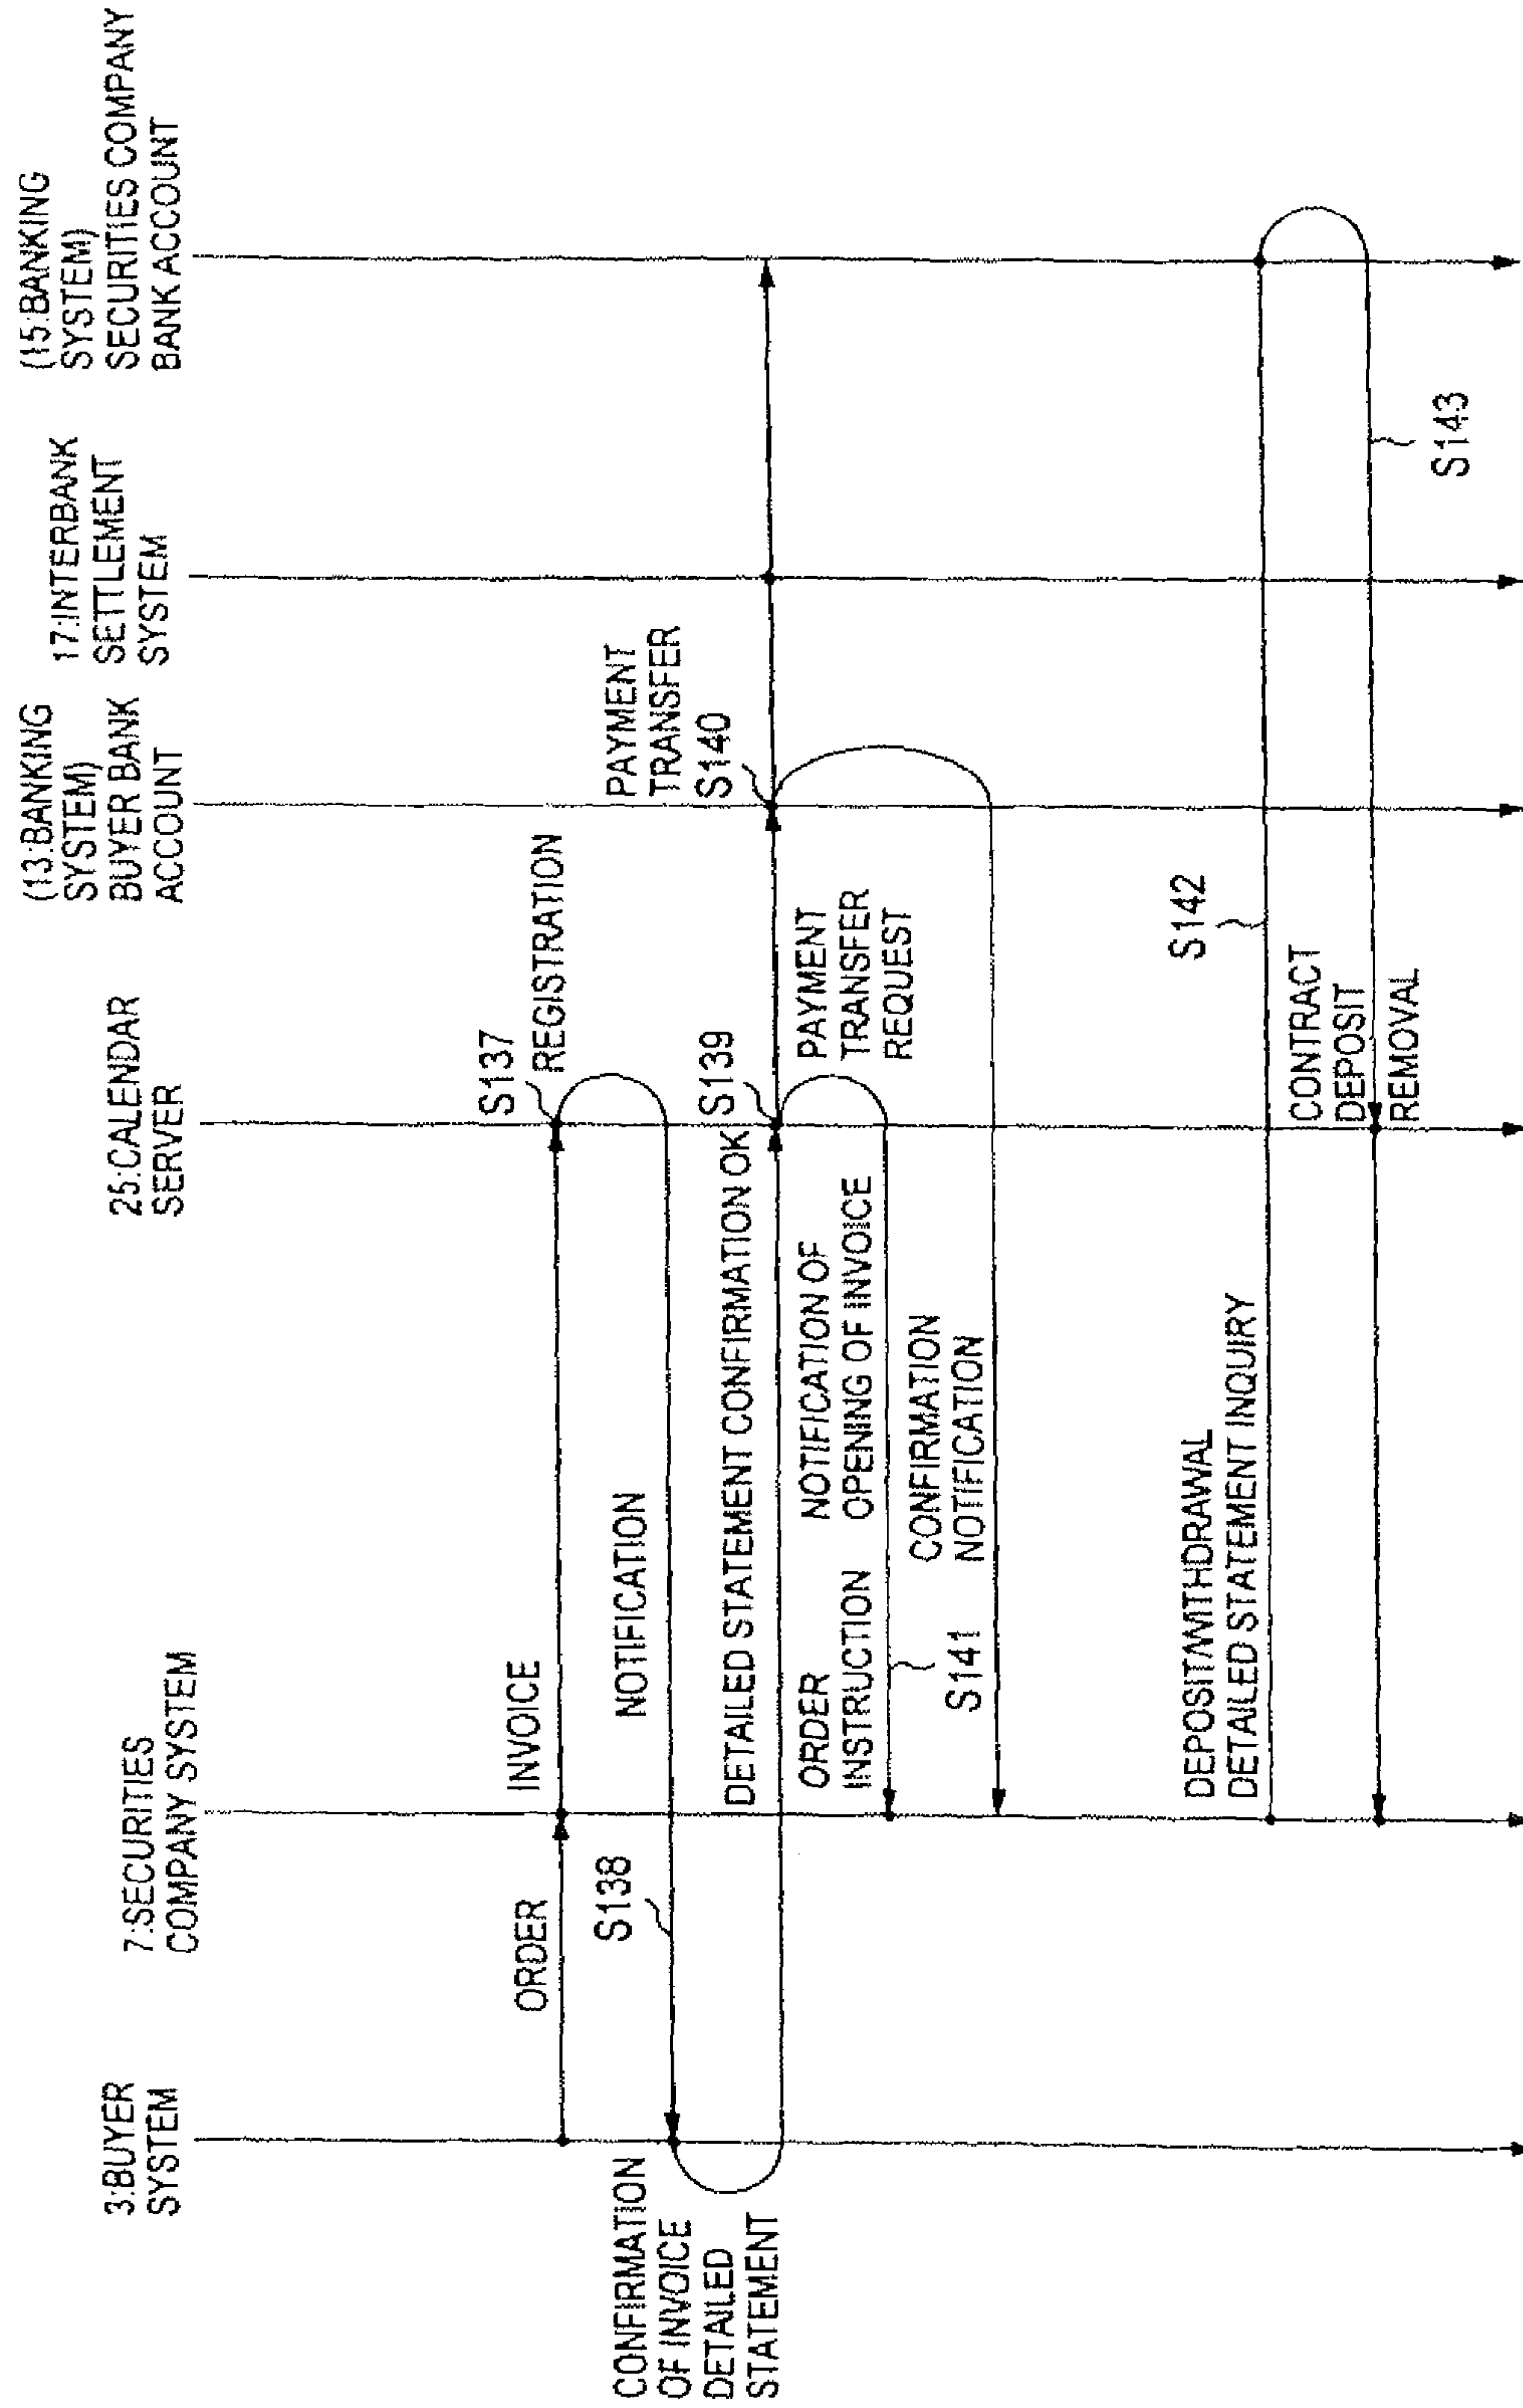 3:BUYER
SYSTEM
7:SECURITIES
COMPANY SYSTEM
25:CALENDAR
SERVER
(13:BANKING
SYSTEM)
BUYER BANK
ACCOUNT
17:INTERBANK
SETTLEMENT
SYSTEM
(15:BANKING
SYSTEM)
SECURITIES COMPANY
BANK ACCOUNT
ORDER
INVOICE
S137
REGISTRATION
NOTIFICATION
S138
CONFIRMATION
OF INVOICE
DETAILED
STATEMENT
DETAILED STATEMENT CONFIRMATION OK
S139
PAYMENT
TRANSFER
REQUEST
PAYMENT
TRANSFER
S140
ORDER
INSTRUCTION
NOTIFICATION OF
OPENING OF INVOICE
S141
CONFIRMATION
NOTIFICATION
DEPOSIT/WITHDRAWAL
DETAILED STATEMENT INQUIRY
S142
CONTRACT
DEPOSIT
REMOVAL
S143